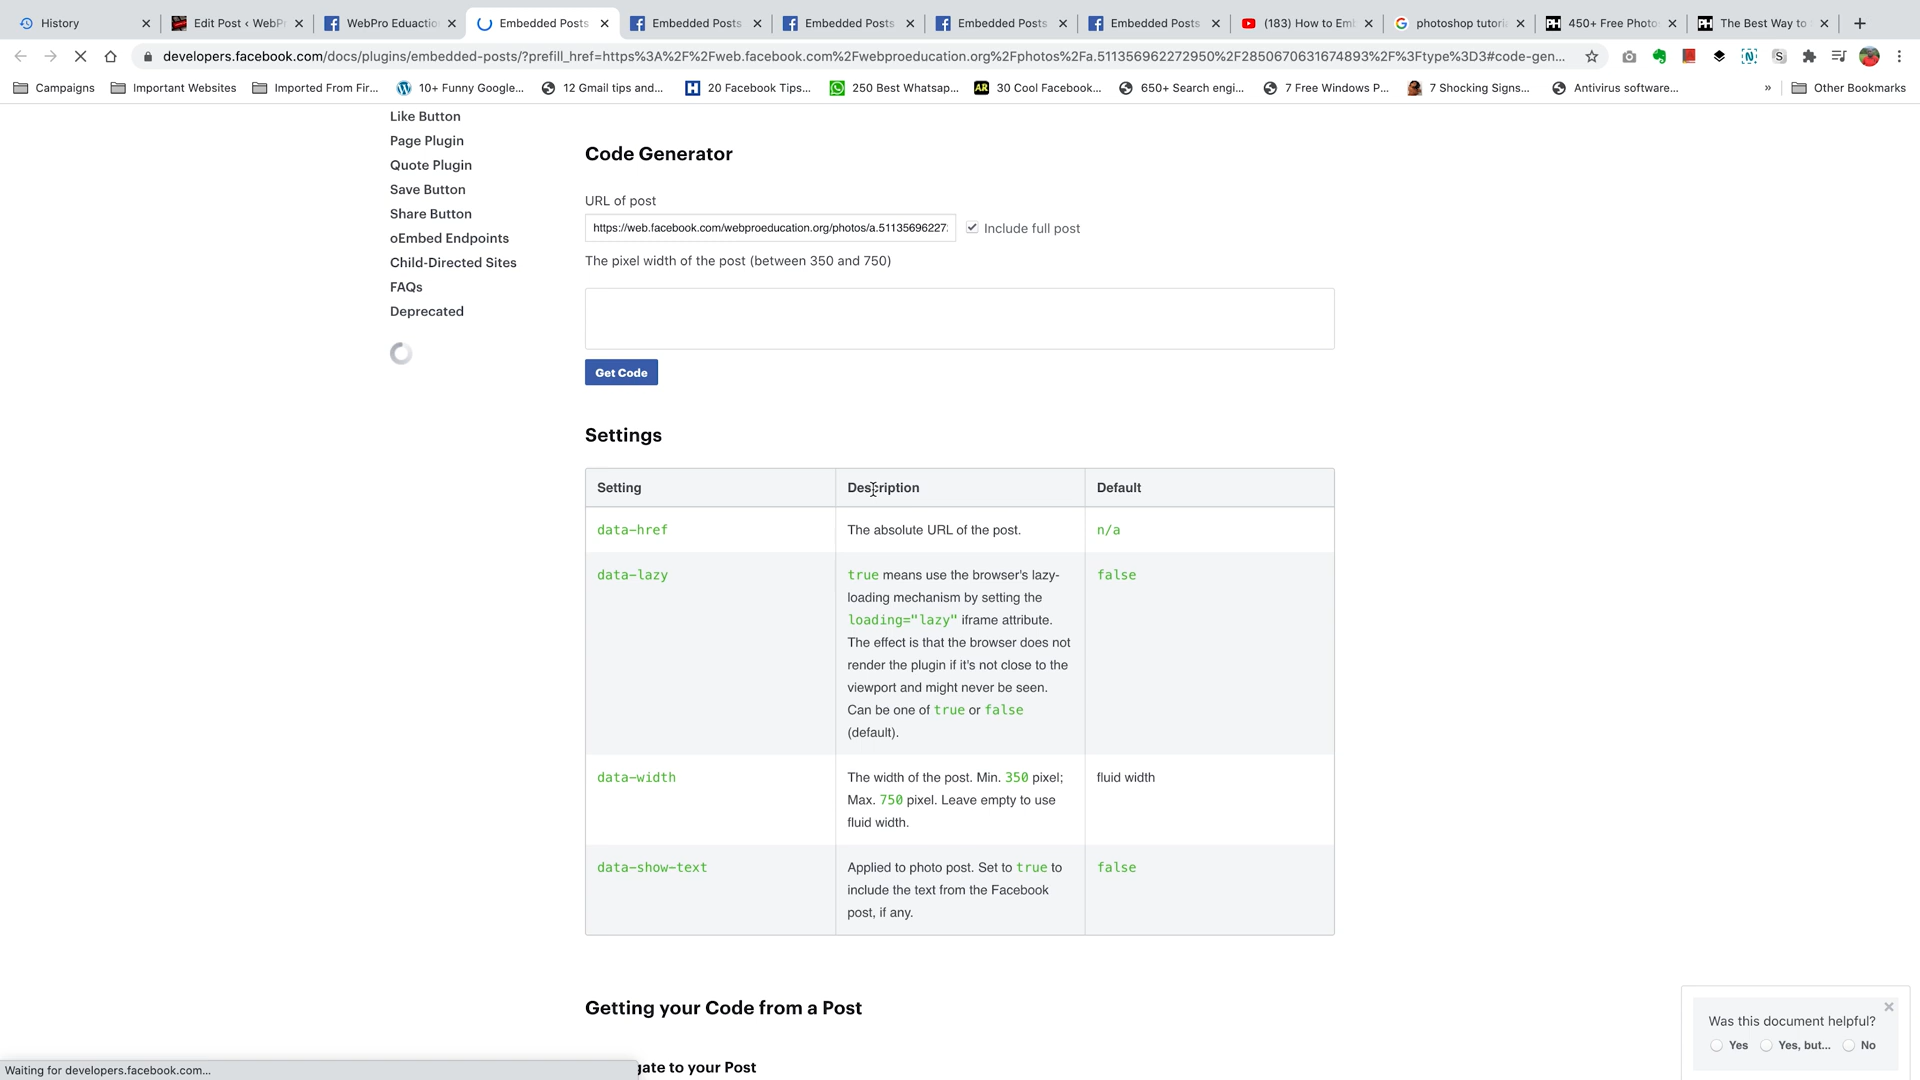 History
Edit Post ‹ WebPr
WebPro Eduactio
Embedded Posts
Embedded Posts
Embedded Posts
Embedded Posts
Embedded Posts
(183) How to Em
photoshop tutori
450+ Free Photo
The Best Way to
developers.facebook.com/docs/plugins/embedded-posts/?prefill_href=https%3A%2F%2Fweb.facebook.com%2Fwebproeducation.org%2Fphotos%2Fa.511356962272950%2F2850670631674893%2F%3Ftype%3D3#code-gen...
Campaigns
Important Websites
Imported From Fir...
10+ Funny Google...
12 Gmail tips and...
20 Facebook Tips...
250 Best Whatsap...
30 Cool Facebook...
650+ Search engi...
7 Free Windows P...
7 Shocking Signs...
Antivirus software...
»
Other Bookmarks
Like Button
Page Plugin
Quote Plugin
Save Button
Share Button
oEmbed Endpoints
Child-Directed Sites
FAQs
Deprecated
Code Generator
URL of post
https://web.facebook.com/webproeducation.org/photos/a.51135696227
Include full post
The pixel width of the post (between 350 and 750)
Get Code
Settings
Setting Description Default
data-href The absolute URL of the post. n/a
data-lazy true means use the browser's lazy- false
loading mechanism by setting the
loading="lazy" iframe attribute.
The effect is that the browser does not
render the plugin if it's not close to the
viewport and might never be seen.
Can be one of true or false
(default).
data-width The width of the post. Min. 350 pixel; fluid width
Max. 750 pixel. Leave empty to use
fluid width.
data-show-text Applied to photo post. Set to true to false
include the text from the Facebook
post, if any.
Getting your Code from a Post
gate to your Post
Was this document helpful?
Yes Yes, but... No
Waiting for developers.facebook.com...